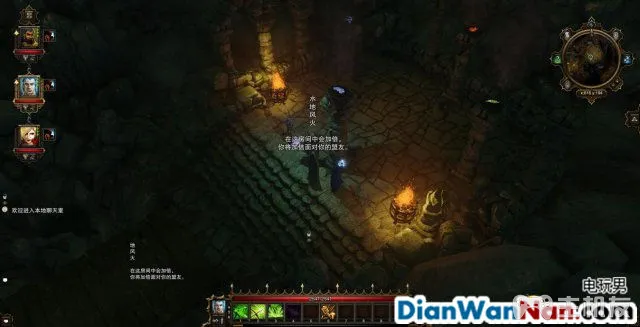 水
地
风
火
在这房间中会加倍。
你将加倍面对你的盟友。
欢迎进入本地聊天室
地
风
火
在这房间中会加倍。
你将加倍面对你的盟友。
2541/2541
电玩男
DianWanNan.com